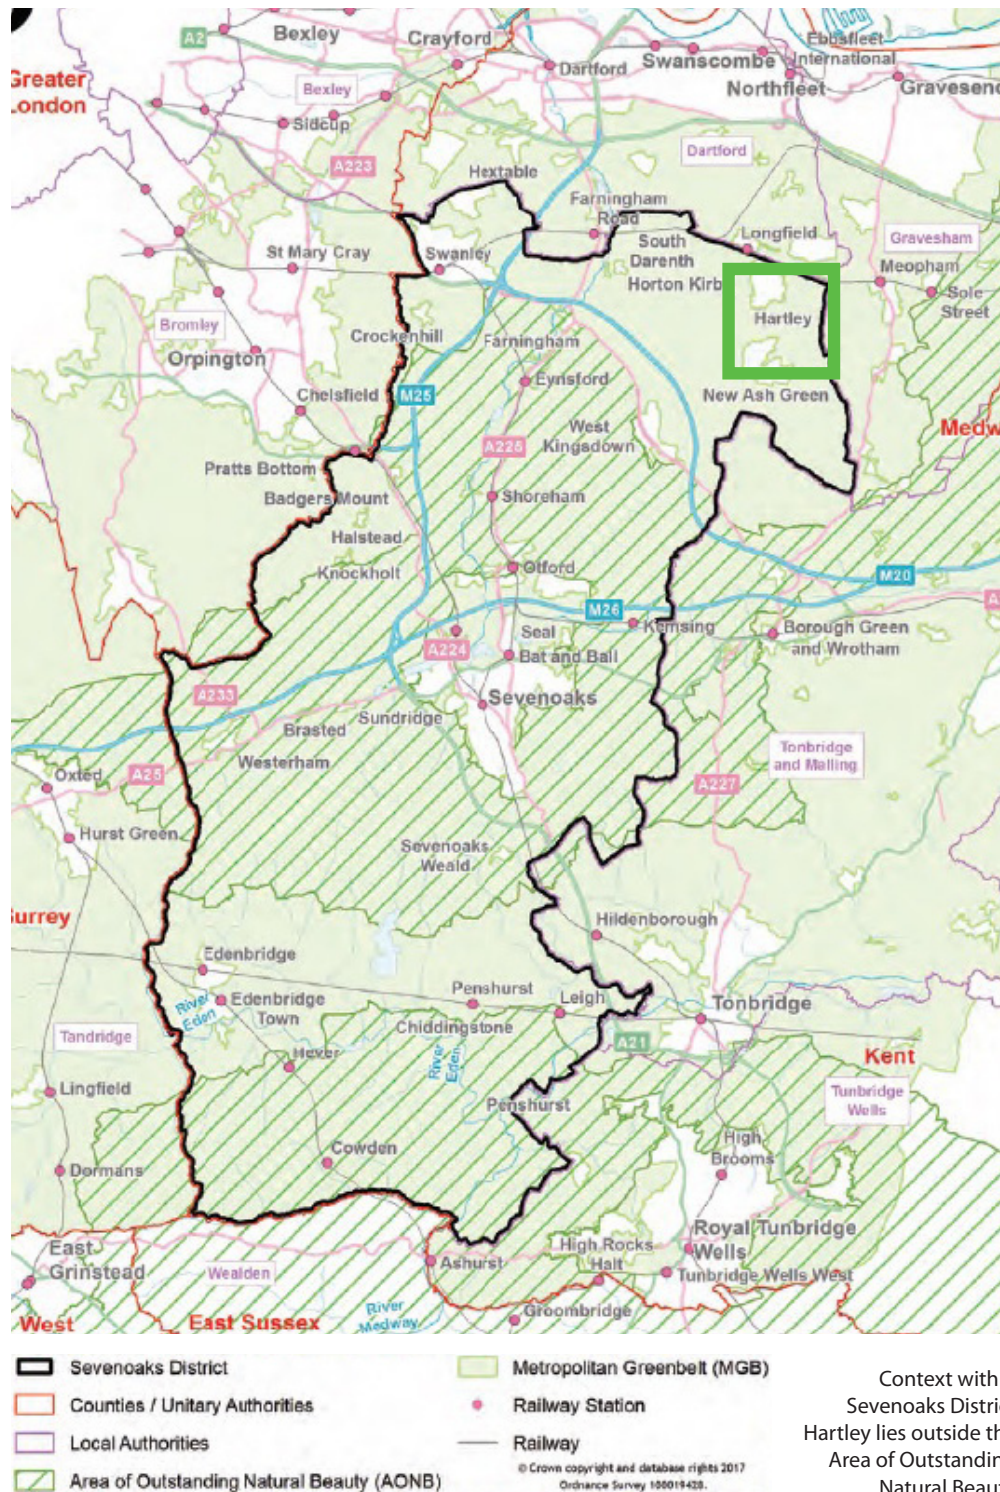 A2
Bexley
Crayford
Ebbsfleet
International
Swanscombe
Dartford
Northfleet
Greater
London
Bexley
Sidcup
A223
Dartford
Hextable
Farningham
Road
St Mary Cray
Swanley
South
Darenth
Longfield
Gravesham
Horton Kirb
Meopham
Sole
Street
Bromley
Crockenhill
Farningham
Hartley
Orpington
Eynsford
Chelsfield
M25
New Ash Green
West
Kingsdown
A225
Medw
Pratts Bottom
Badgers Mount
Shoreham
Halstead
Knockholt
Otford
M20
M26
Seal
Kemsing
Borough Green
and Wrotham
A224
Bat and Ball
A233
Sevenoaks
Sundridge
Brasted
Westerham
Tonbridge
and Malling
Oxted
A25
A227
Hurst Green
Sevenoaks
Weald
Hildenborough
Edenbridge
Edenbridge
Town
River
Eden
Penshurst
Leigh
Chiddingstone
Tonbridge
Tandridge
A21
Kent
Hever
River
Eden
Lingfield
Penshurst
Tunbridge
Wells
High
Brooms
Cowden
Dormans
East
Grinstead
Wealden
Ashurst
High Rocks
Halt
Royal Tunbridge
Wells
Tunbridge Wells West
West
East Sussex
River
Medway
Groombridge
Sevenoaks District
Counties / Unitary Authorities
Local Authorities
Area of Outstanding Natural Beauty (AONB)
Metropolitan Greenbelt (MGB)
Railway Station
Railway
© Crown copyright and database rights 2017
Ordnance Survey 100019428.
Context with
Sevenoaks Distri
Hartley lies outside th
Area of Outstandin
Natural Beau